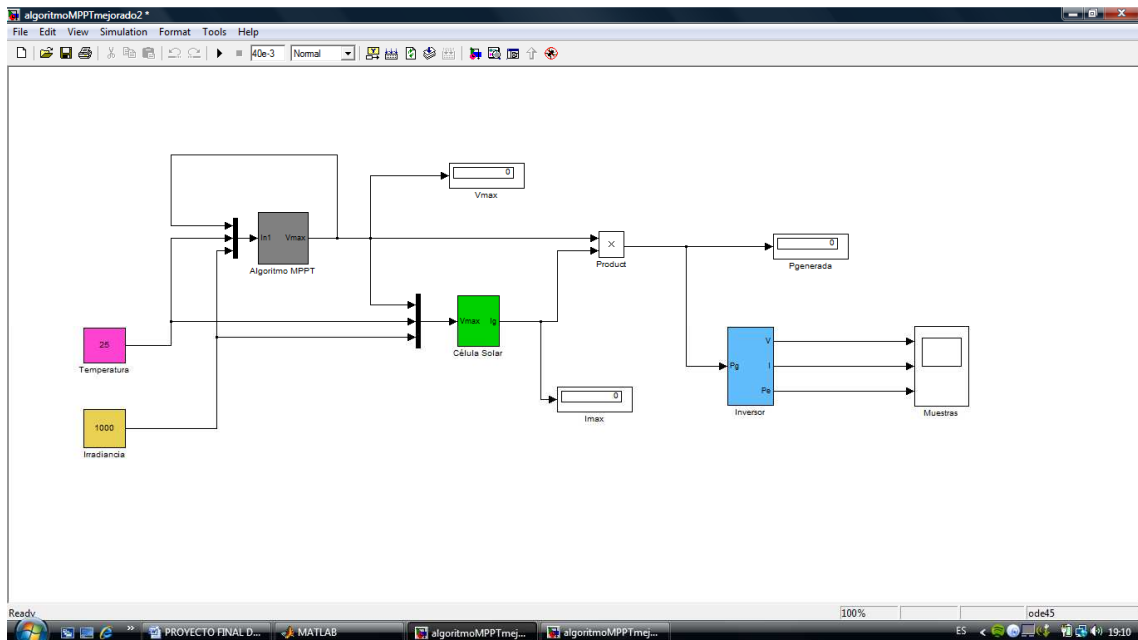 algoritmoMPPTmejorado2 *
File Edit View Simulation Format Tools Help
40e-3 Normal
0
Vmax
In1 Vmax
Algoritmo MPPT
×
Product
0
Pgenerada
Vmax Ig
Célula Solar
25
Temperatura
0
Imax
Pg V I Pe
Inversor
Muestras
1000
Irradiancia
Ready 100% ode45
PROYECTO FINAL D... MATLAB algoritmoMPPTmej... algoritmoMPPTmej... ES 19:10